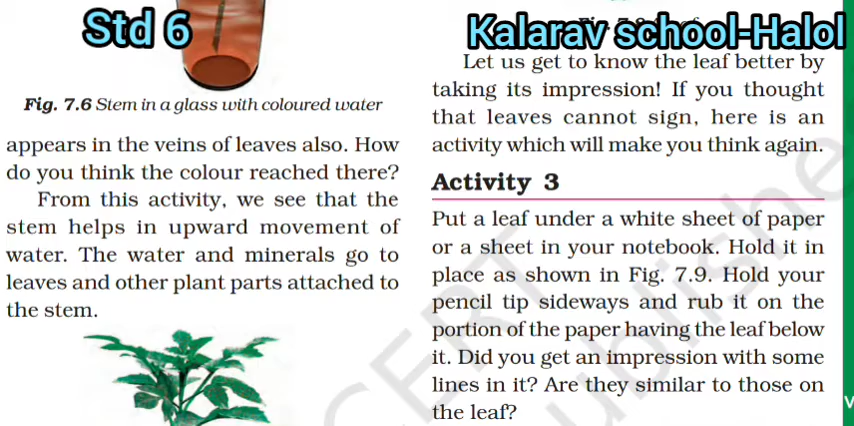 Std 6
Kalarav school-Halol
Fig. 7.6 Stem in a glass with coloured water
appears in the veins of leaves also. How
do you think the colour reached there?
From this activity, we see that the
stem helps in upward movement of
water. The water and minerals go to
leaves and other plant parts attached to
the stem.
Let us get to know the leaf better by
taking its impression! If you thought
that leaves cannot sign, here is an
activity which will make you think again.
Activity 3
Put a leaf under a white sheet of paper
or a sheet in your notebook. Hold it in
place as shown in Fig. 7.9. Hold your
pencil tip sideways and rub it on the
portion of the paper having the leaf below
it. Did you get an impression with some
lines in it? Are they similar to those on
the leaf?